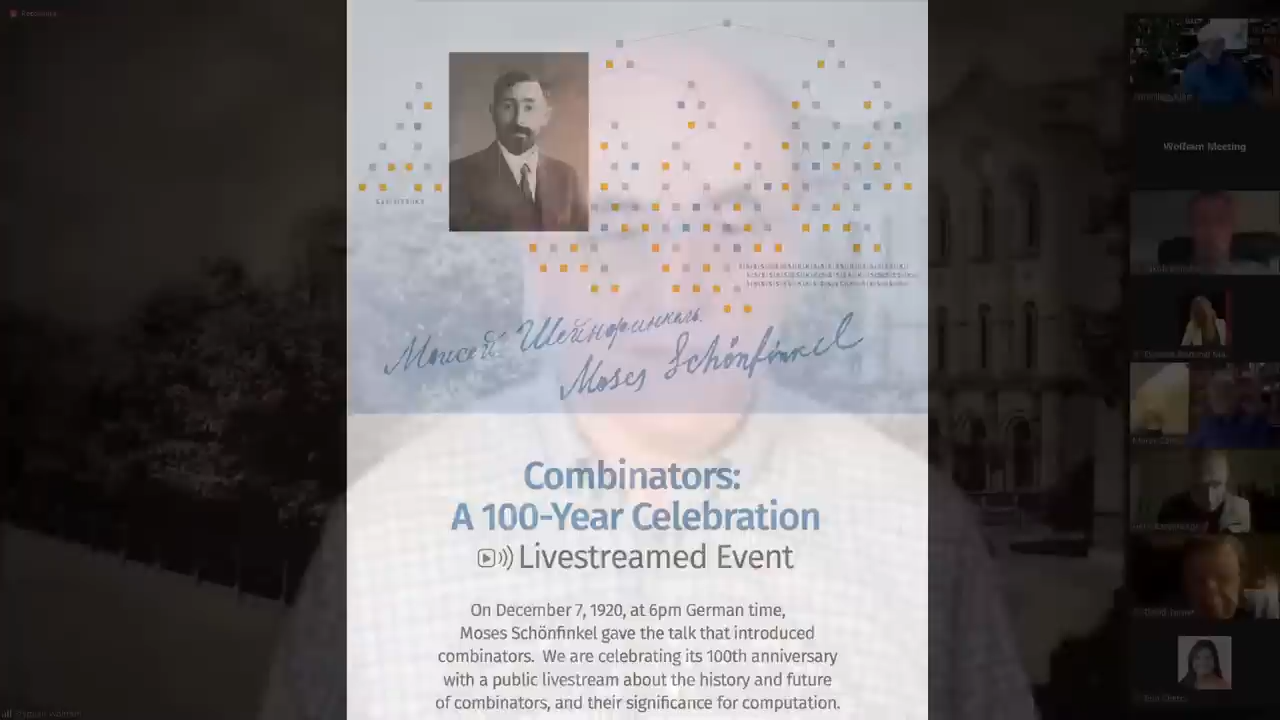 Wolfram Meeting
Моисей Шейнфинкель
Moses Schönfinkel
Combinators:
A 100-Year Celebration
Livestreamed Event
On December 7, 1920, at 6pm German time,
Moses Schönfinkel gave the talk that introduced
combinators. We are celebrating its 100th anniversary
with a public livestream about the history and future
of combinators, and their significance for computation.